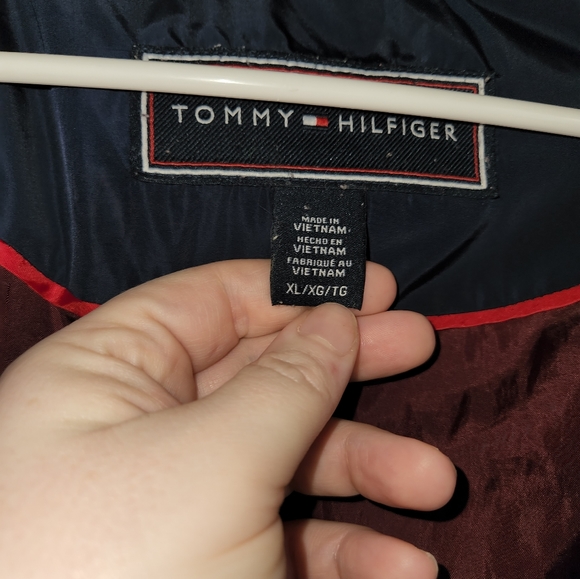 TOMMY HILFIGER
MADE IN
VIETNAM
HECHO EN
VIETNAM
FABRIQUÉ AU
VIETNAM
XL/XG/TG